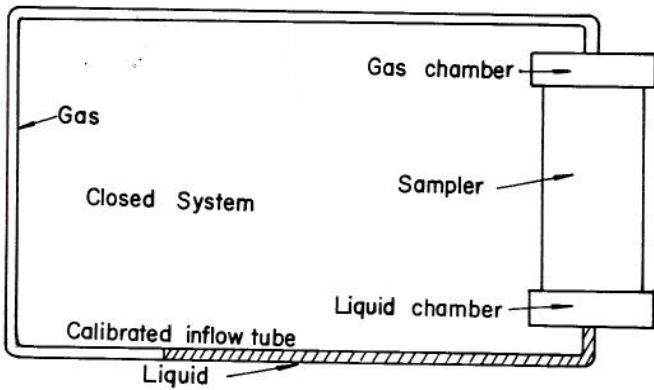 Gas chamber
Gas
Sampler
Closed System
Liquid chamber
Calibrated inflow tube
Liquid